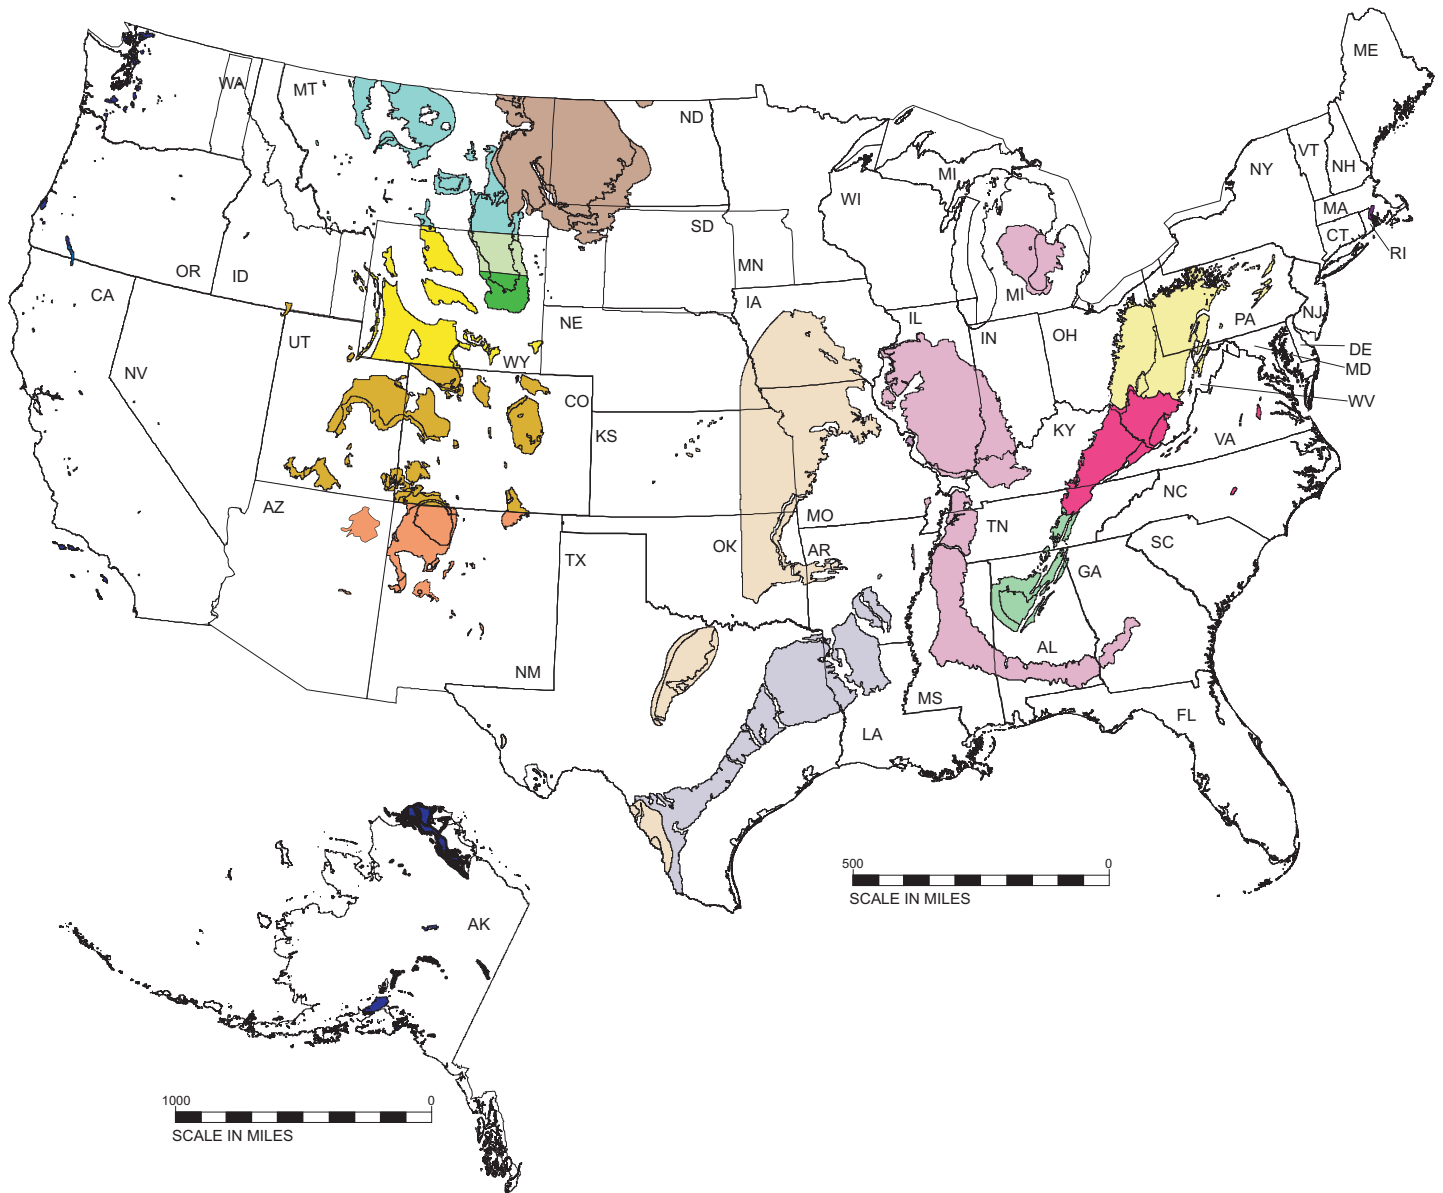 ME
WA
MT
ND
VT
NH
NY
MI
WI
MA
CT
RI
SD
MN
OR
ID
CA
IA
MI
NE
IL
IN
OH
PA
NJ
UT
WY
DE
MD
NV
CO
WV
KS
KY
VA
AZ
MO
TN
NC
OK
AR
SC
TX
GA
NM
AL
MS
FL
LA
500 0
SCALE IN MILES
AK
1000 0
SCALE IN MILES